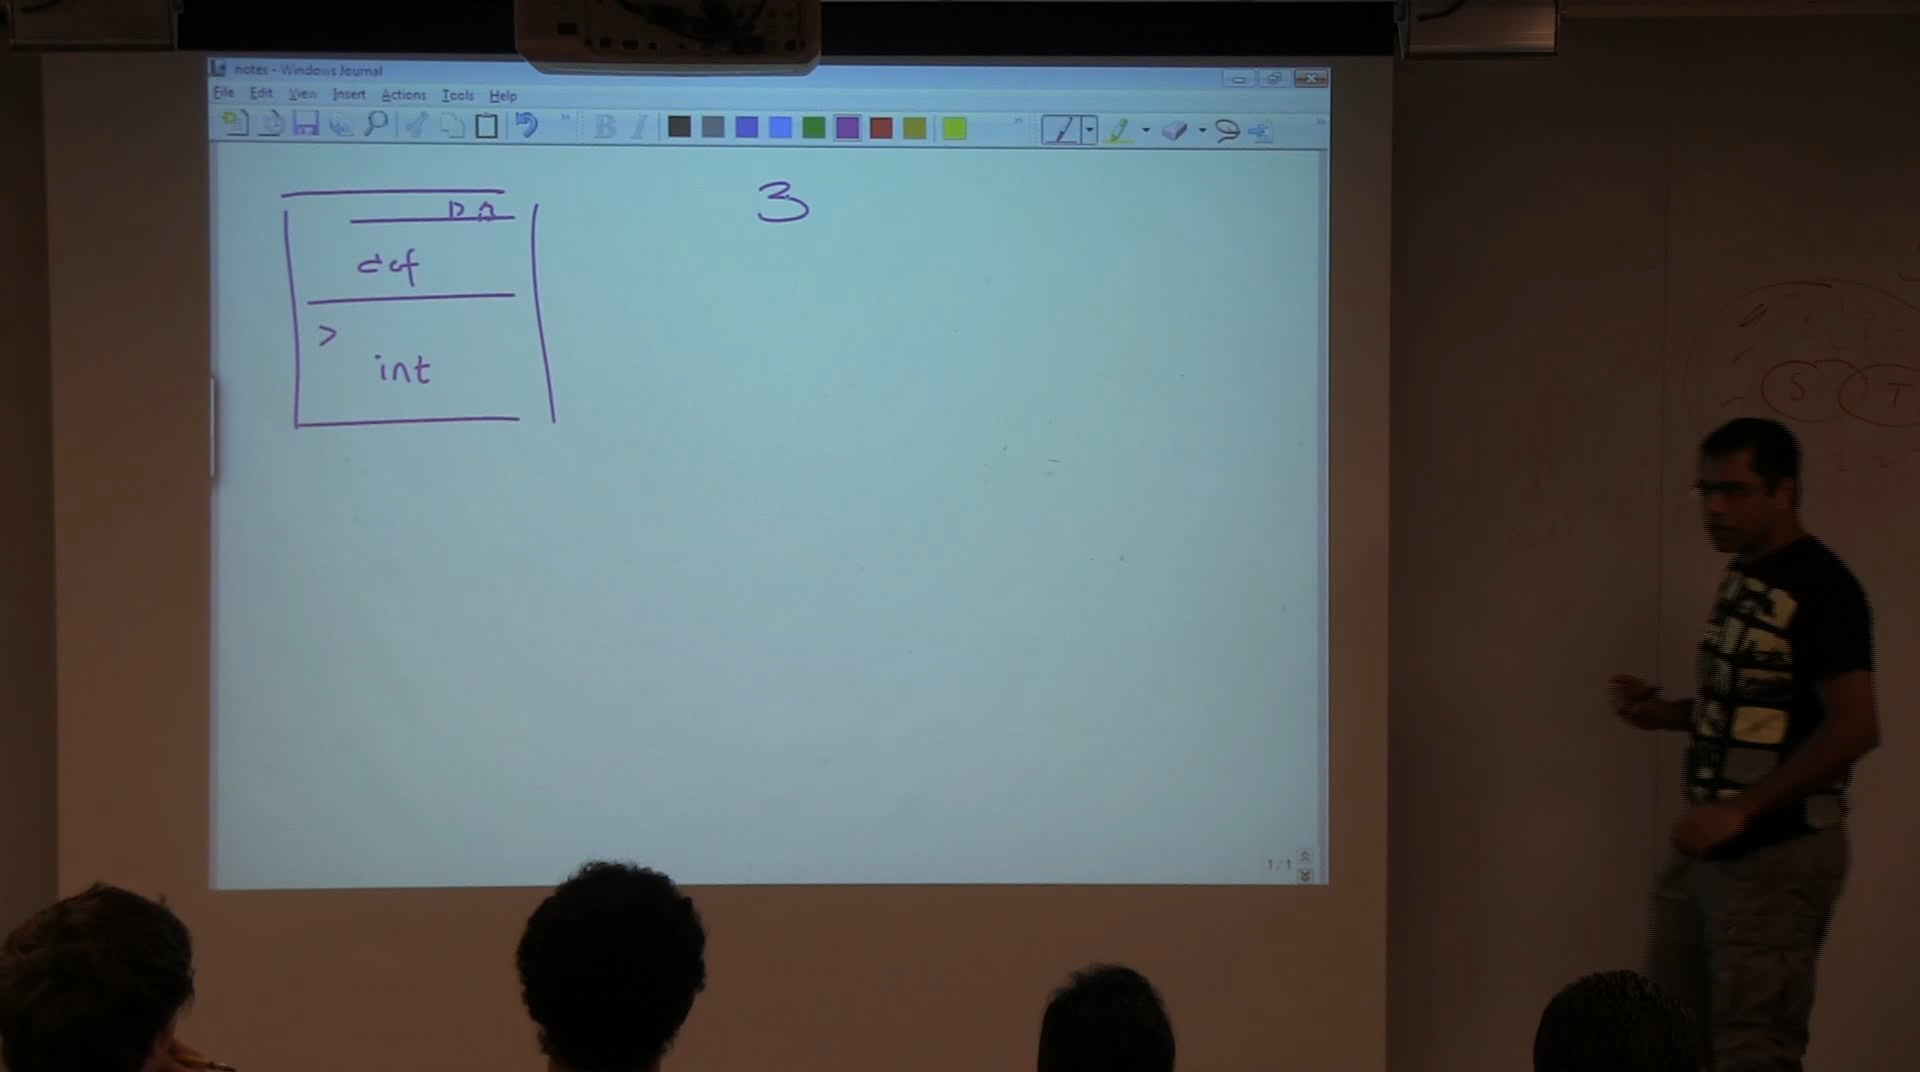 notes - Windows Journal
File Edit View Insert Actions Tools Help
B I
3
def
>
int
S T
1 / 1